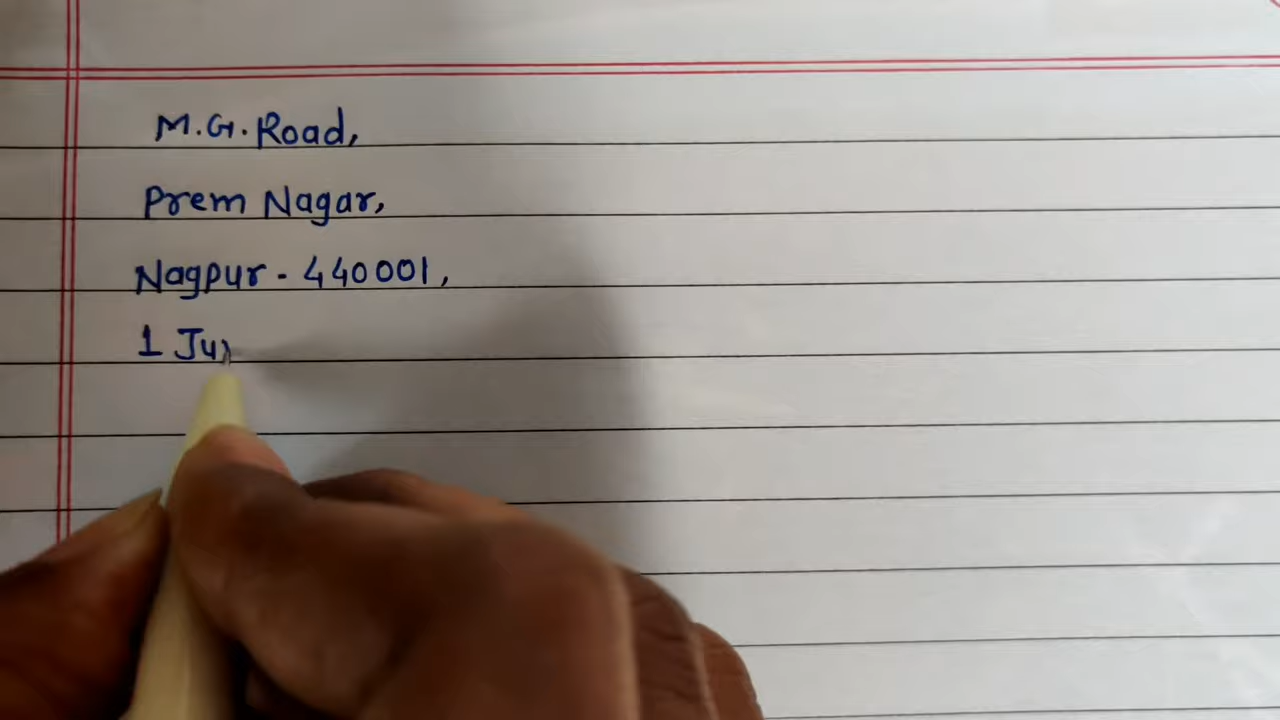 M.G. Road,
Prem Nagar,
Nagpur - 440001,
1 Ju